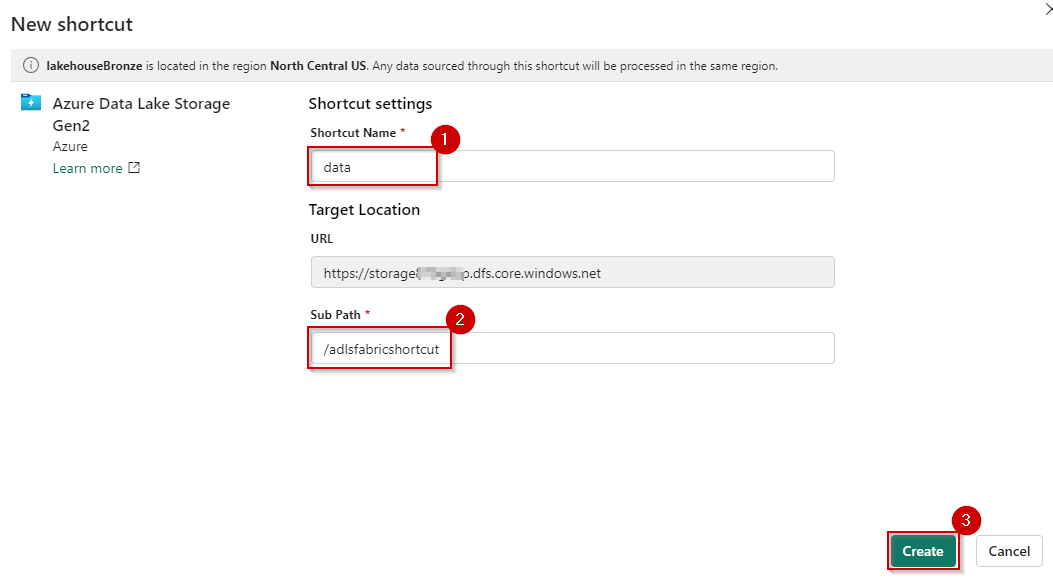 New shortcut
lakehouseBronze is located in the region North Central US. Any data sourced through this shortcut will be processed in the same region.
Azure Data Lake Storage
Gen2
Azure
Learn more
Shortcut settings
Shortcut Name *
1
data
Target Location
URL
https://storage p.dfs.core.windows.net
Sub Path *
2
/adlsfabricshortcut
3
Create
Cancel